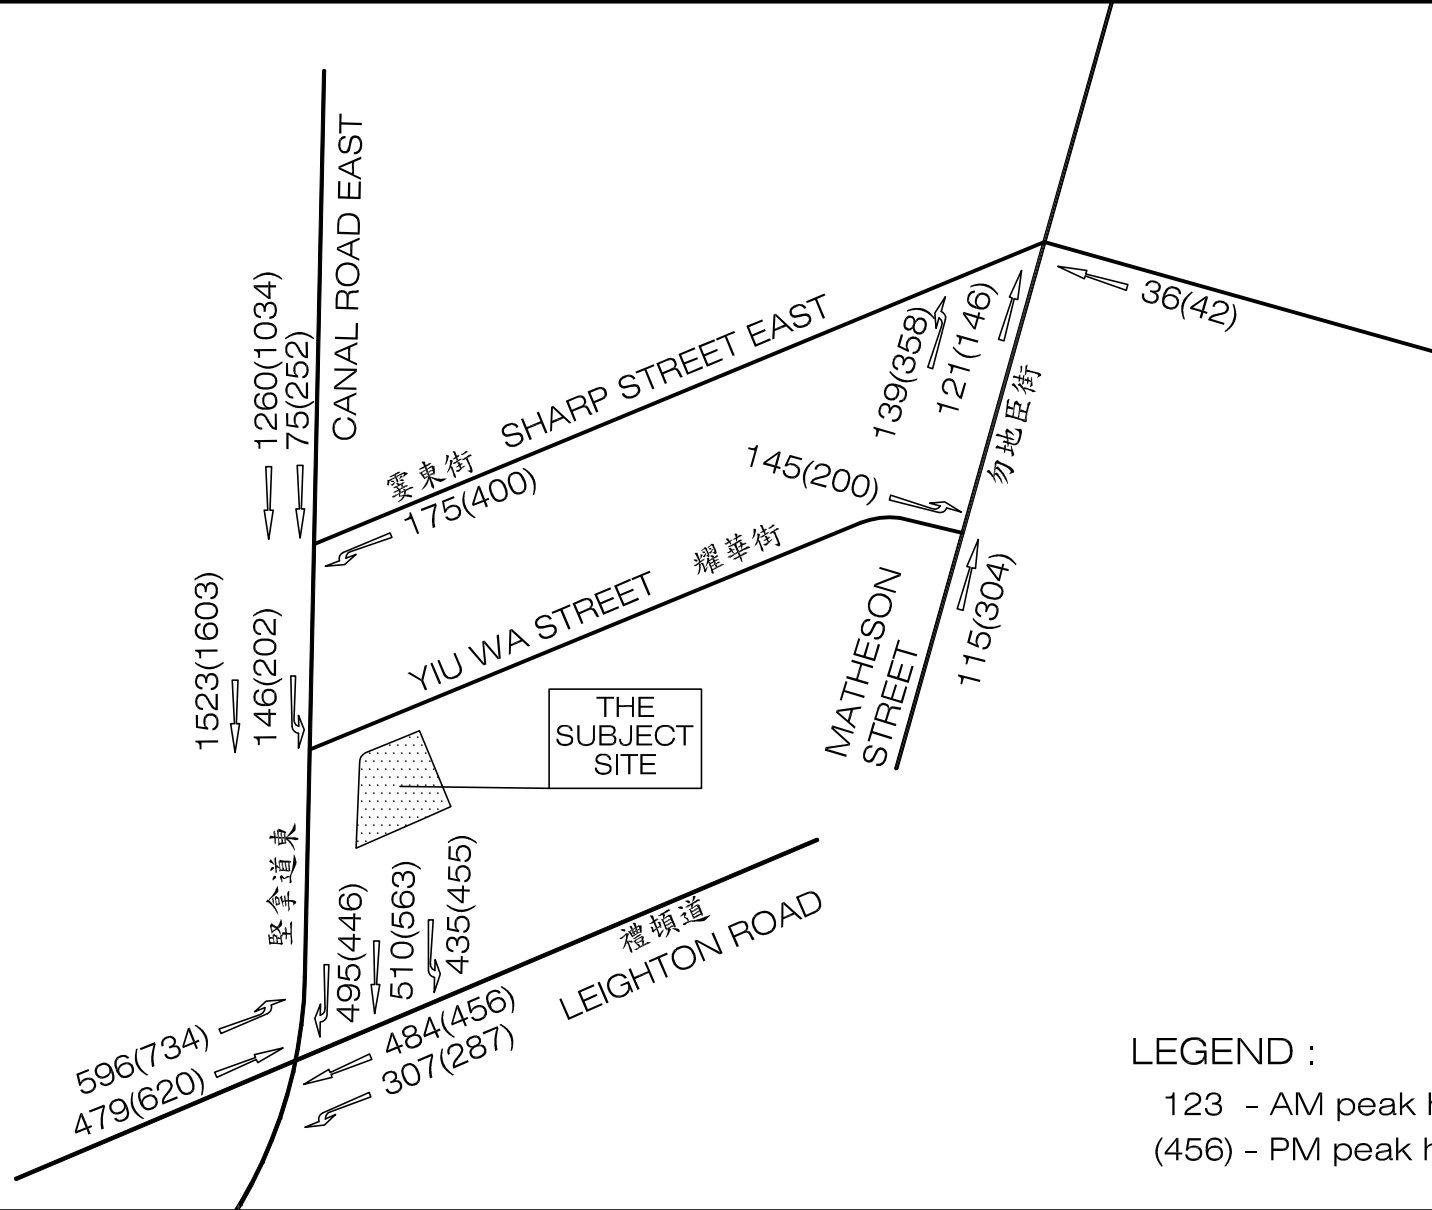 CANAL ROAD EAST
1260(1034)
75(252)
36(42)
SHARP STREET EAST
霎東街
175(400)
139(358)
121(146)
勿地臣街
145(200)
耀華街
YIU WA STREET
115(304)
MATHESON
STREET
1523(1603)
146(202)
THE
SUBJECT
SITE
堅拿道東
495(446)
510(563)
435(455)
禮頓道
LEIGHTON ROAD
596(734)
479(620)
484(456)
307(287)
LEGEND :
123 - AM peak
(456) - PM peak